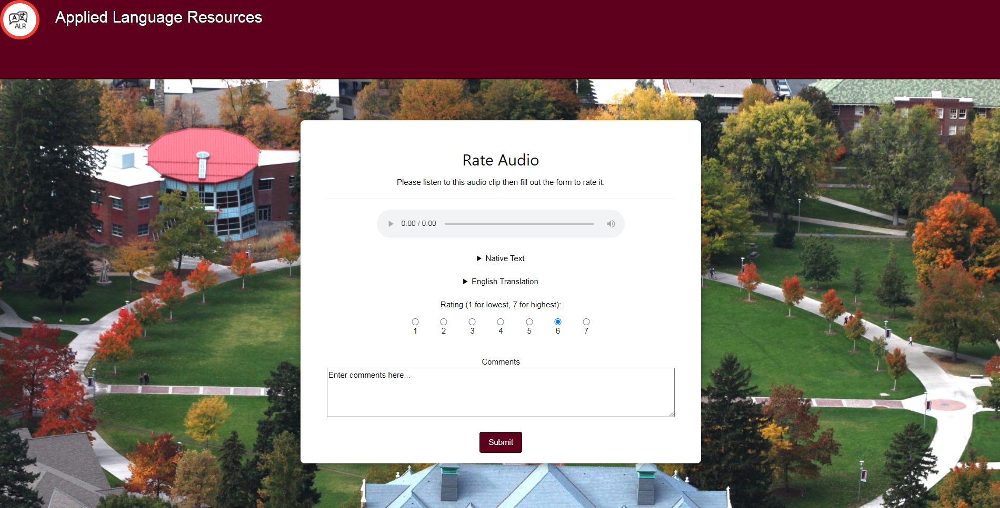 A文
ALR
Applied Language Resources
Rate Audio
Please listen to this audio clip then fill out the form to rate it.
0:00 / 0:00
Native Text
English Translation
Rating (1 for lowest, 7 for highest):
1 2 3 4 5 6 7
Comments
Enter comments here...
Submit